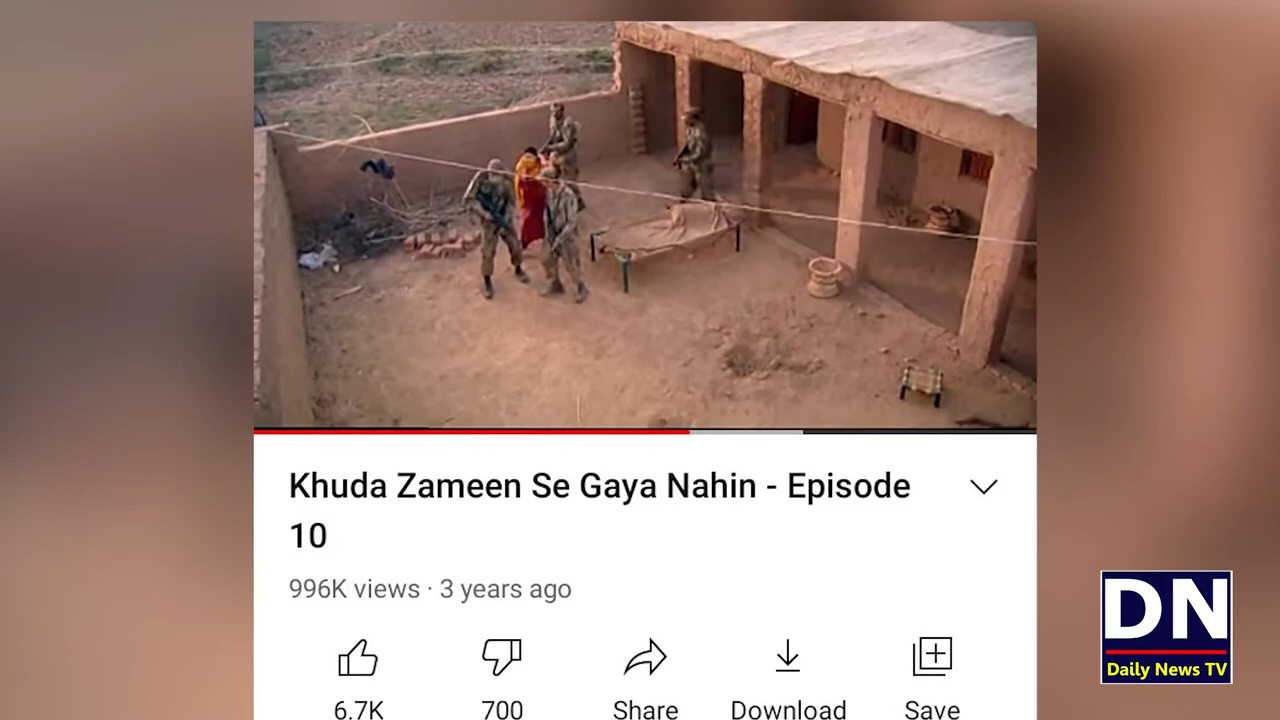 Khuda Zameen Se Gaya Nahin - Episode
10
996K views · 3 years ago
6.7K
700
Share
Download
Save
DN
Daily News TV